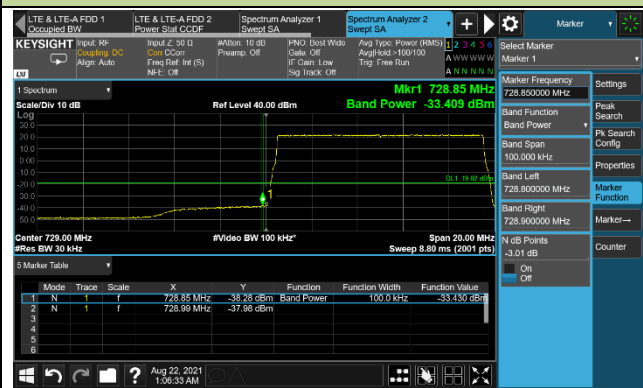 LTE & LTE-A FDD 1
Occupied BW
LTE & LTE-A FDD 2
Power Stat CCDF
Spectrum Analyzer 1
Swept SA
Spectrum Analyzer 2
Swept SA
Marker
KEYSIGHT
Input: RF
Coupling: DC
Align: Auto
Input Z: 50 Ω
Corr CCorr
Freq Ref: Int (S)
NFE: Off
#Atten: 10 dB
Preamp: Off
PNO: Best Wide
Gate: Off
IF Gain: Low
Sig Track: Off
Avg Type: Power (RMS)
Avg|Hold:>100/100
Trig: Free Run
1 2 3 4 5 6
A W W W W W
A N N N N N
LXI
Select Marker
Marker 1
1 Spectrum
Scale/Div 10 dB
Ref Level 40.00 dBm
Mkr1 728.85 MHz
Band Power -33.409 dBm
Log
30.0
20.0
10.0
0.00
-10.0
-20.0
-30.0
-40.0
-50.0
DL1 -19.02 dBm
1
Center 729.00 MHz
#Res BW 30 kHz
#Video BW 100 kHz*
Span 20.00 MHz
Sweep 8.80 ms (2001 pts)
5 Marker Table
Mode Trace Scale X Y Function Function Width Function Value
1 N 1 f 728.85 MHz -38.28 dBm Band Power 100.0 kHz -33.430 dBm
2 N 1 f 728.99 MHz -37.98 dBm
3
4
5
6
Marker Frequency
728.850000 MHz
Band Function
Band Power
Band Span
100.000 kHz
Band Left
728.800000 MHz
Band Right
728.900000 MHz
N dB Points
-3.01 dB
On
Off
Settings
Peak
Search
Pk Search
Config
Properties
Marker
Function
Marker→
Counter
?
Aug 22, 2021
1:06:33 AM